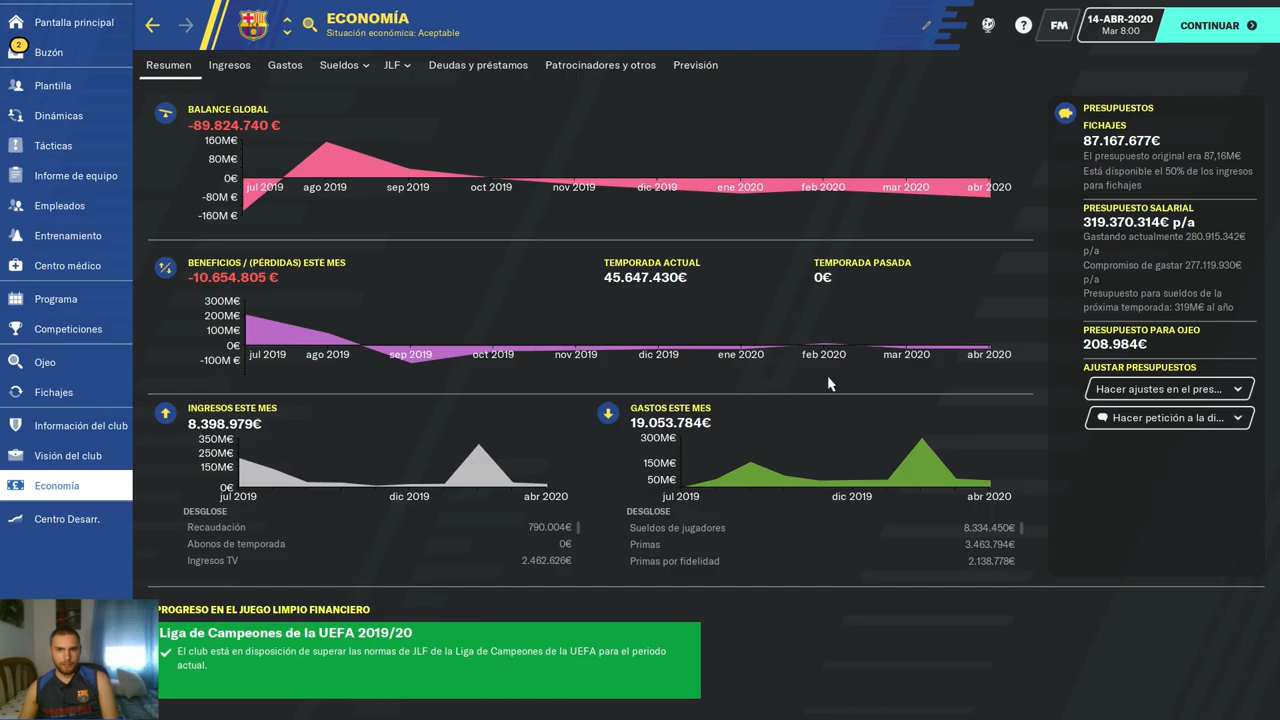 Pantalla principal
2
Buzón
Plantilla
Dinámicas
Tácticas
Informe de equipo
Empleados
Entrenamiento
Centro médico
Programa
Competiciones
Ojeo
Fichajes
Información del club
Visión del club
Economía
Centro Desarr.
ECONOMÍA
Situación económica: Aceptable
?
FM
14-ABR-2020
Mar 8:00
CONTINUAR
Resumen
Ingresos
Gastos
Sueldos
JLF
Deudas y préstamos
Patrocinadores y otros
Previsión
BALANCE GLOBAL
-89.824.740 €
160M€
80M€
0€
-80M €
-160M €
jul 2019
ago 2019
sep 2019
oct 2019
nov 2019
dic 2019
ene 2020
feb 2020
mar 2020
abr 2020
BENEFICIOS / (PÉRDIDAS) ESTE MES
-10.654.805 €
TEMPORADA ACTUAL
45.647.430€
TEMPORADA PASADA
0€
300M€
200M€
100M€
0€
-100M €
jul 2019
ago 2019
sep 2019
oct 2019
nov 2019
dic 2019
ene 2020
feb 2020
mar 2020
abr 2020
INGRESOS ESTE MES
8.398.979€
350M€
250M€
150M€
0€
jul 2019
dic 2019
abr 2020
DESGLOSE
Recaudación 790.004€
Abonos de temporada 0€
Ingresos TV 2.462.626€
GASTOS ESTE MES
19.053.784€
300M€
150M€
50M€
jul 2019
dic 2019
abr 2020
DESGLOSE
Sueldos de jugadores 8.334.450€
Primas 3.463.794€
Primas por fidelidad 2.138.778€
PROGRESO EN EL JUEGO LIMPIO FINANCIERO
Liga de Campeones de la UEFA 2019/20
El club está en disposición de superar las normas de JLF de la Liga de Campeones de la UEFA para el periodo
actual.
PRESUPUESTOS
FICHAJES
87.167.677€
El presupuesto original era 87,16M€
Está disponible el 50% de los ingresos
para fichajes
PRESUPUESTO SALARIAL
319.370.314€ p/a
Gastando actualmente 280.915.342€
p/a
Compromiso de gastar 277.119.930€
p/a
Presupuesto para sueldos de la
próxima temporada: 319M€ al año
PRESUPUESTO PARA OJEO
208.984€
AJUSTAR PRESUPUESTOS
Hacer ajustes en el pres...
Hacer petición a la di...